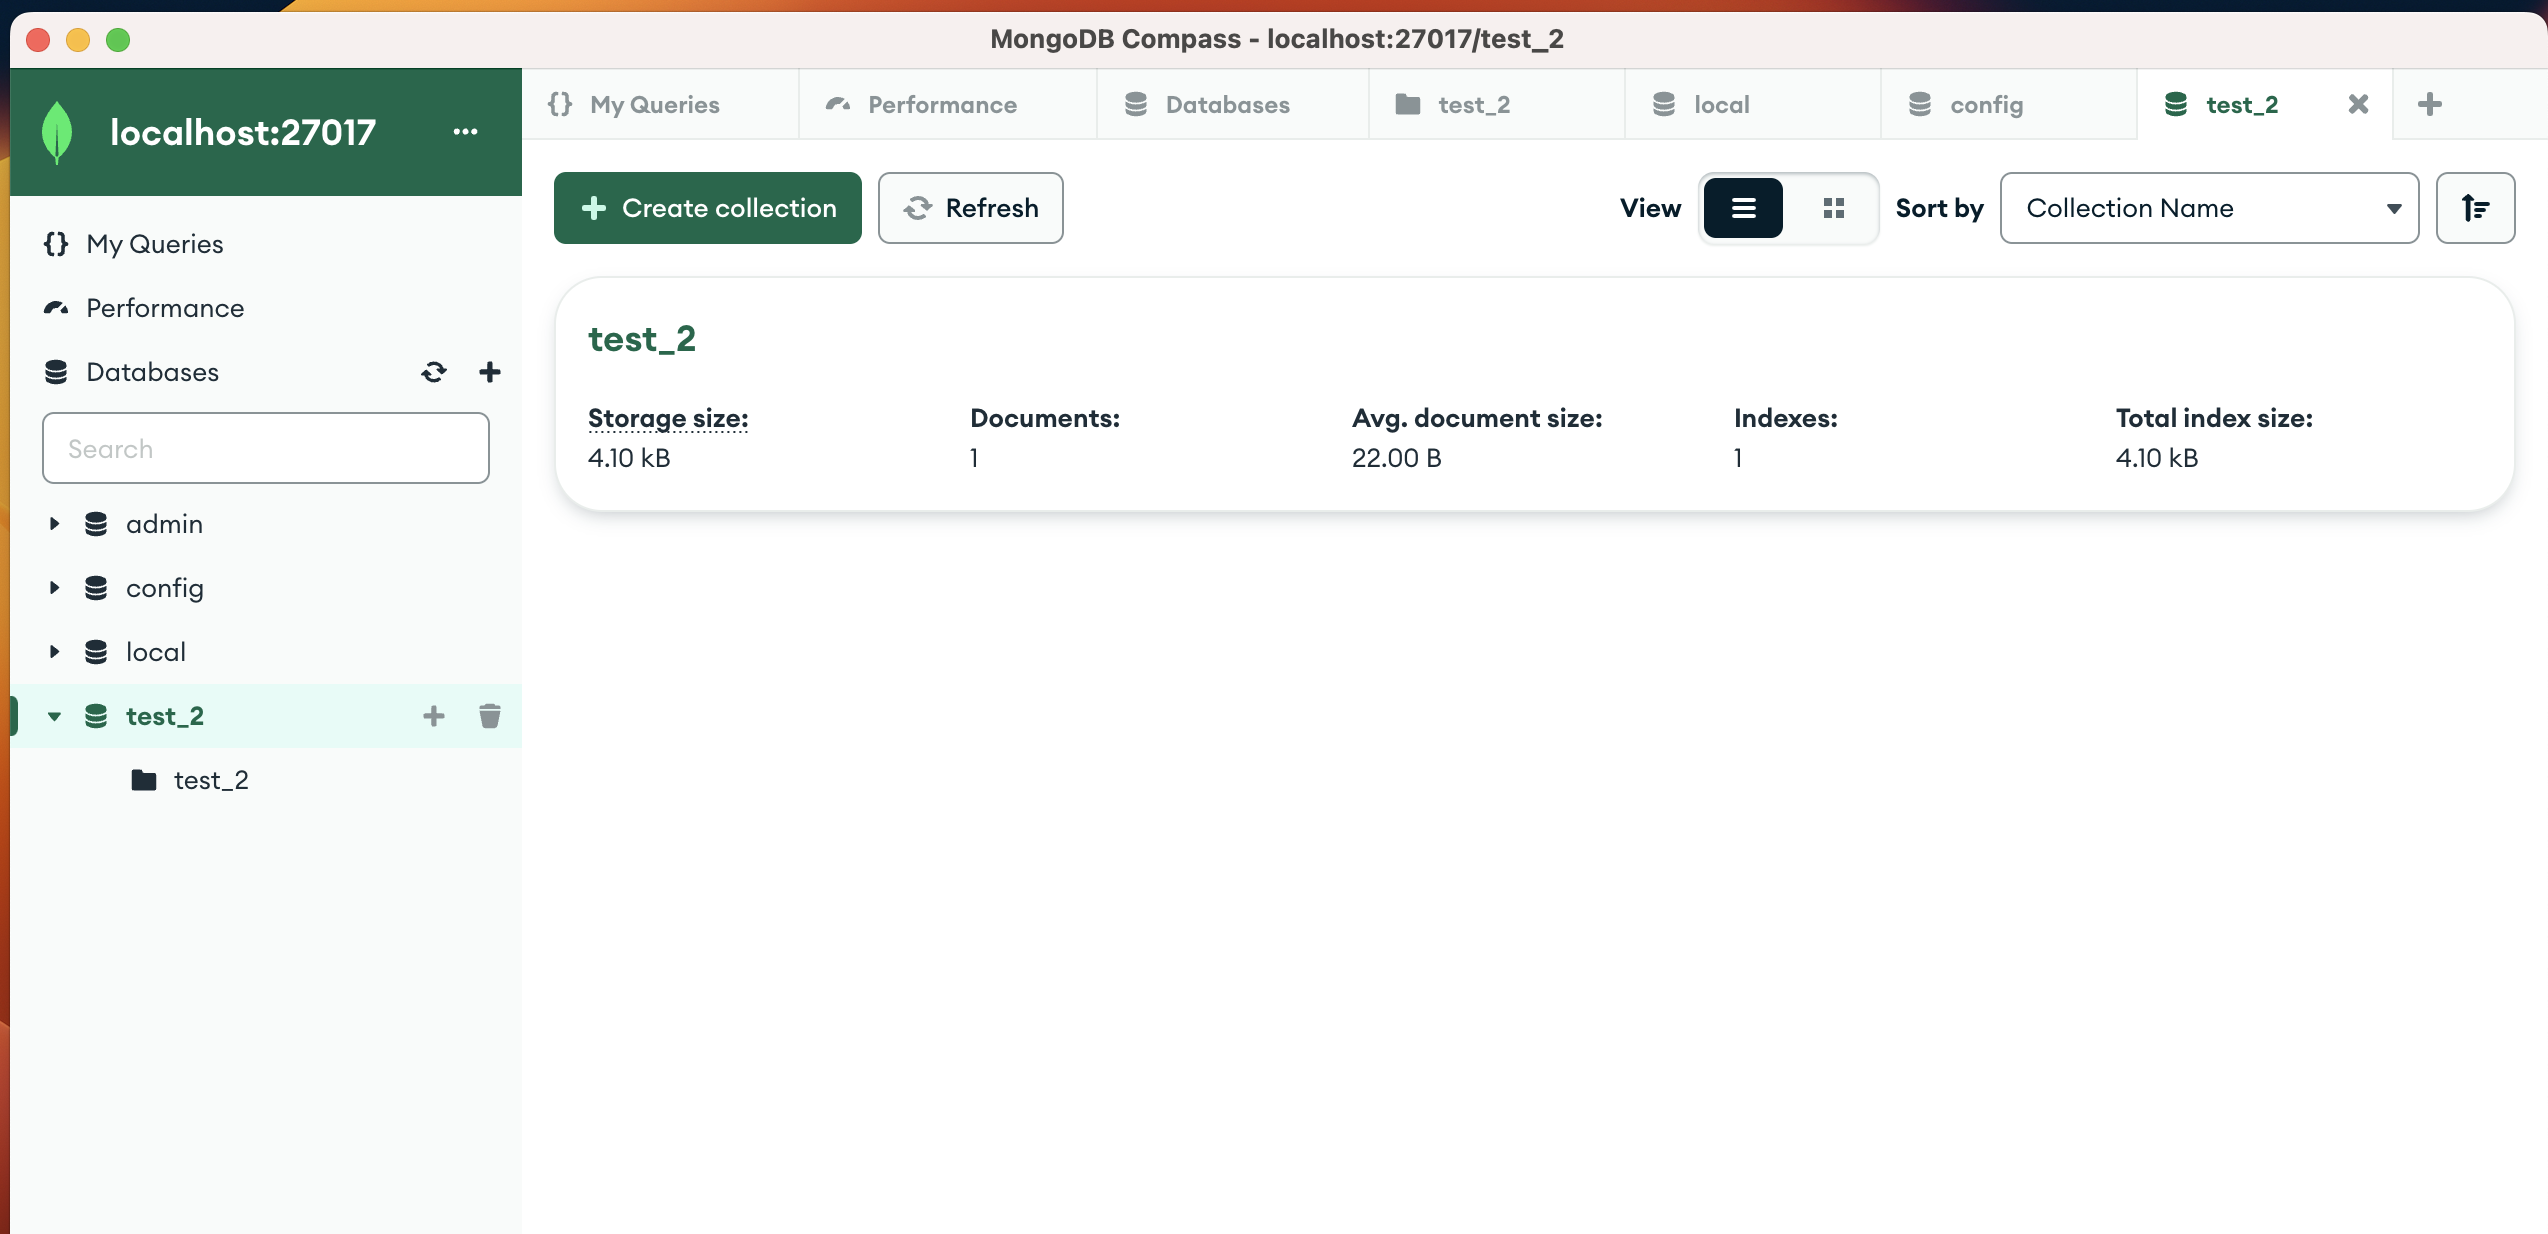 MongoDB Compass - localhost:27017/test_2
localhost:27017
My Queries
Performance
Databases
Search
admin
config
local
test_2
test_2
My Queries
Performance
Databases
test_2
local
config
test_2
Create collection
Refresh
View
Sort by
Collection Name
test_2
Storage size:
4.10 kB
Documents:
1
Avg. document size:
22.00 B
Indexes:
1
Total index size:
4.10 kB